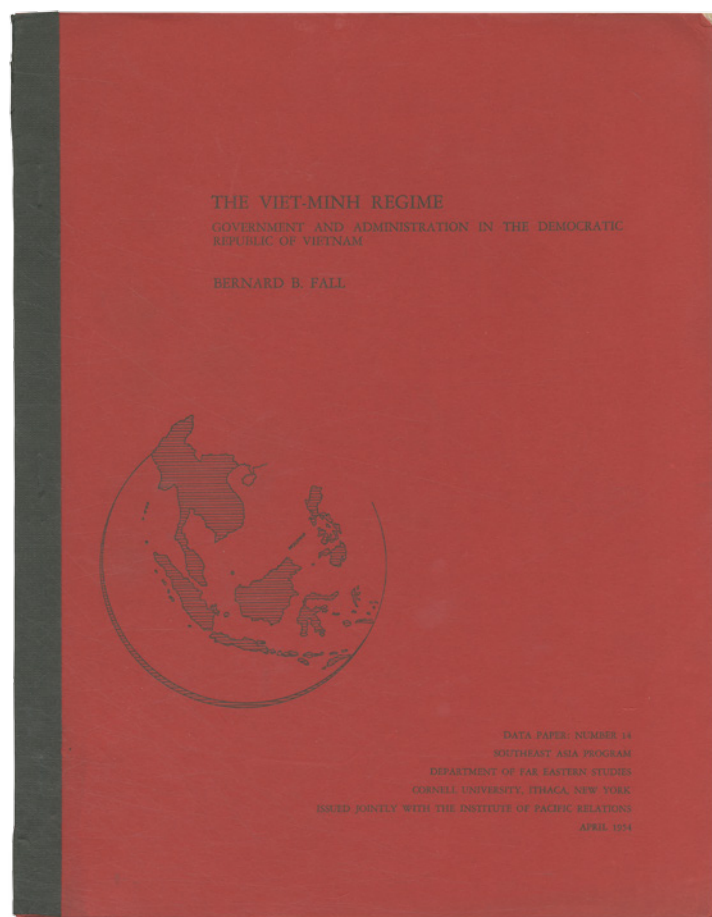 THE VIET-MINH REGIME
GOVERNMENT AND ADMINISTRATION IN THE DEMOCRATIC
REPUBLIC OF VIETNAM
BERNARD B. FALL
DATA PAPER: NUMBER 14
SOUTHEAST ASIA PROGRAM
DEPARTMENT OF FAR EASTERN STUDIES
CORNELL UNIVERSITY, ITHACA, NEW YORK
ISSUED JOINTLY WITH THE INSTITUTE OF PACIFIC RELATIONS
APRIL 1954